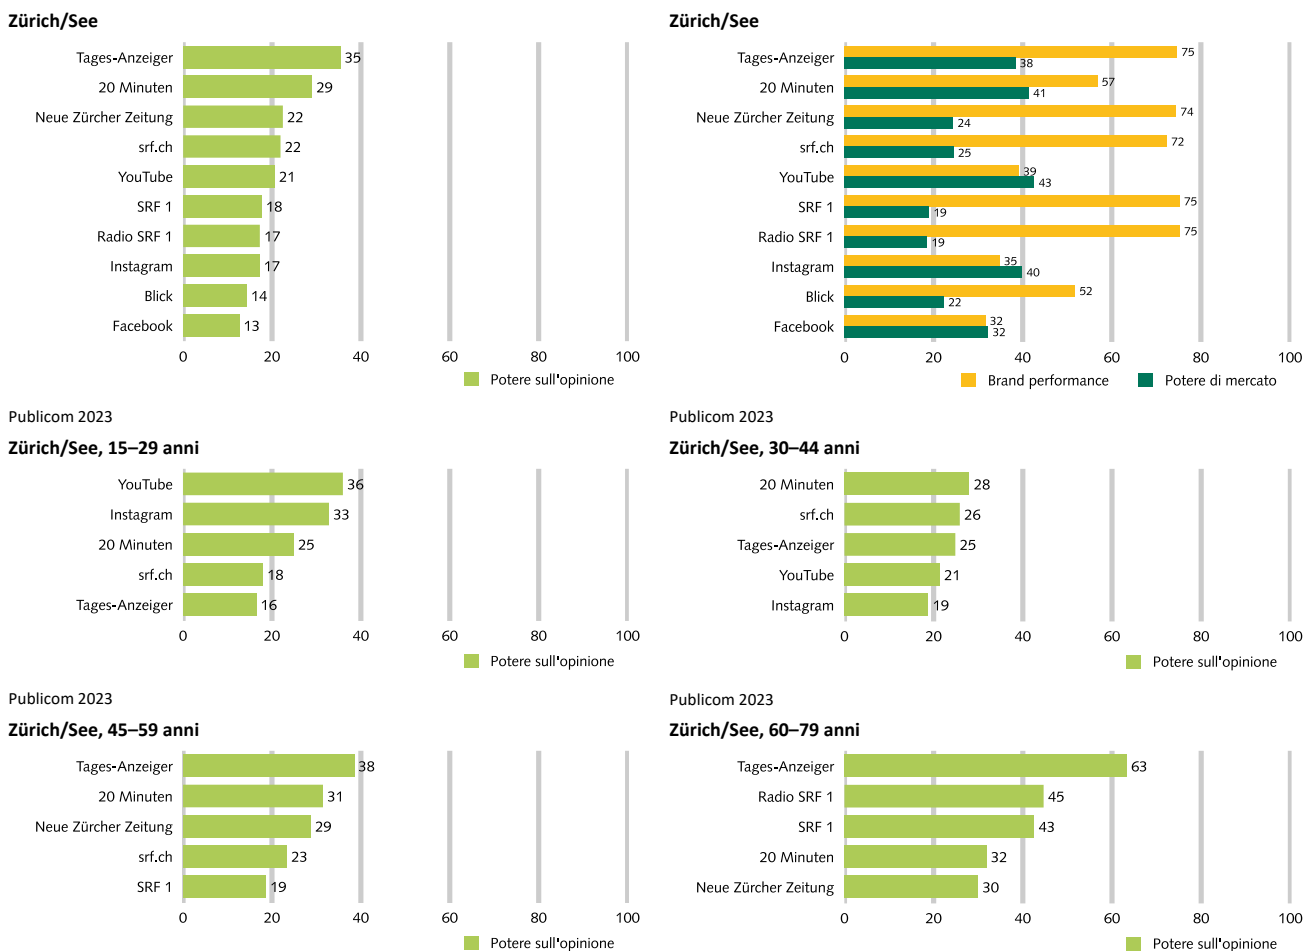 Zürich/See
Tages-Anzeiger 35
20 Minuten 29
Neue Zürcher Zeitung 22
srf.ch 22
YouTube 21
SRF 1 18
Radio SRF 1 17
Instagram 17
Blick 14
Facebook 13
0 20 40 60 80 100
Potere sull'opinione
Publicom 2023
Zürich/See
Tages-Anzeiger 75 38
20 Minuten 57 41
Neue Zürcher Zeitung 74 24
srf.ch 72 25
YouTube 39 43
SRF 1 75 19
Radio SRF 1 75 19
Instagram 35 40
Blick 52 22
Facebook 32 32
0 20 40 60 80 100
Brand performance Potere di mercato
Publicom 2023
Zürich/See, 15–29 anni
YouTube 36
Instagram 33
20 Minuten 25
srf.ch 18
Tages-Anzeiger 16
0 20 40 60 80 100
Potere sull'opinione
Publicom 2023
Zürich/See, 30–44 anni
20 Minuten 28
srf.ch 26
Tages-Anzeiger 25
YouTube 21
Instagram 19
0 20 40 60 80 100
Potere sull'opinione
Publicom 2023
Zürich/See, 45–59 anni
Tages-Anzeiger 38
20 Minuten 31
Neue Zürcher Zeitung 29
srf.ch 23
SRF 1 19
0 20 40 60 80 100
Potere sull'opinione
Zürich/See, 60–79 anni
Tages-Anzeiger 63
Radio SRF 1 45
SRF 1 43
20 Minuten 32
Neue Zürcher Zeitung 30
0 20 40 60 80 100
Potere sull'opinione